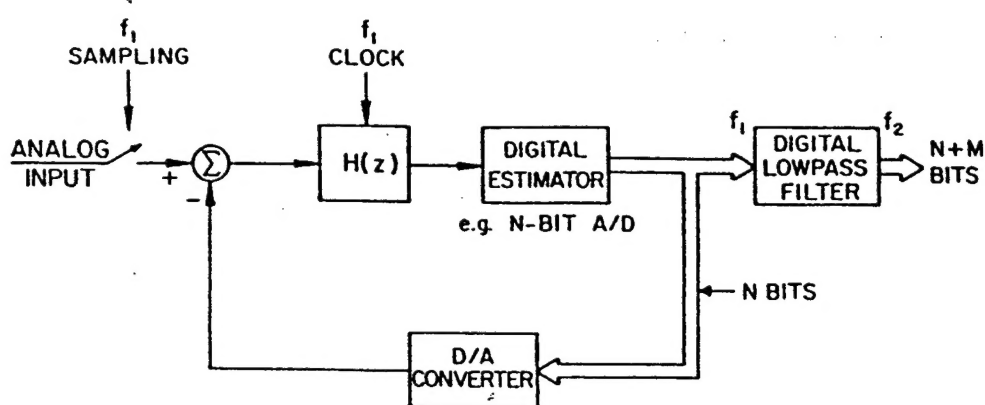 f₁
SAMPLING
f₁
CLOCK
ANALOG
INPUT
+
Σ
-
H(z)
DIGITAL
ESTIMATOR
e.g. N-BIT A/D
f₁
DIGITAL
LOWPASS
FILTER
f₂
N+M
BITS
N BITS
D/A
CONVERTER